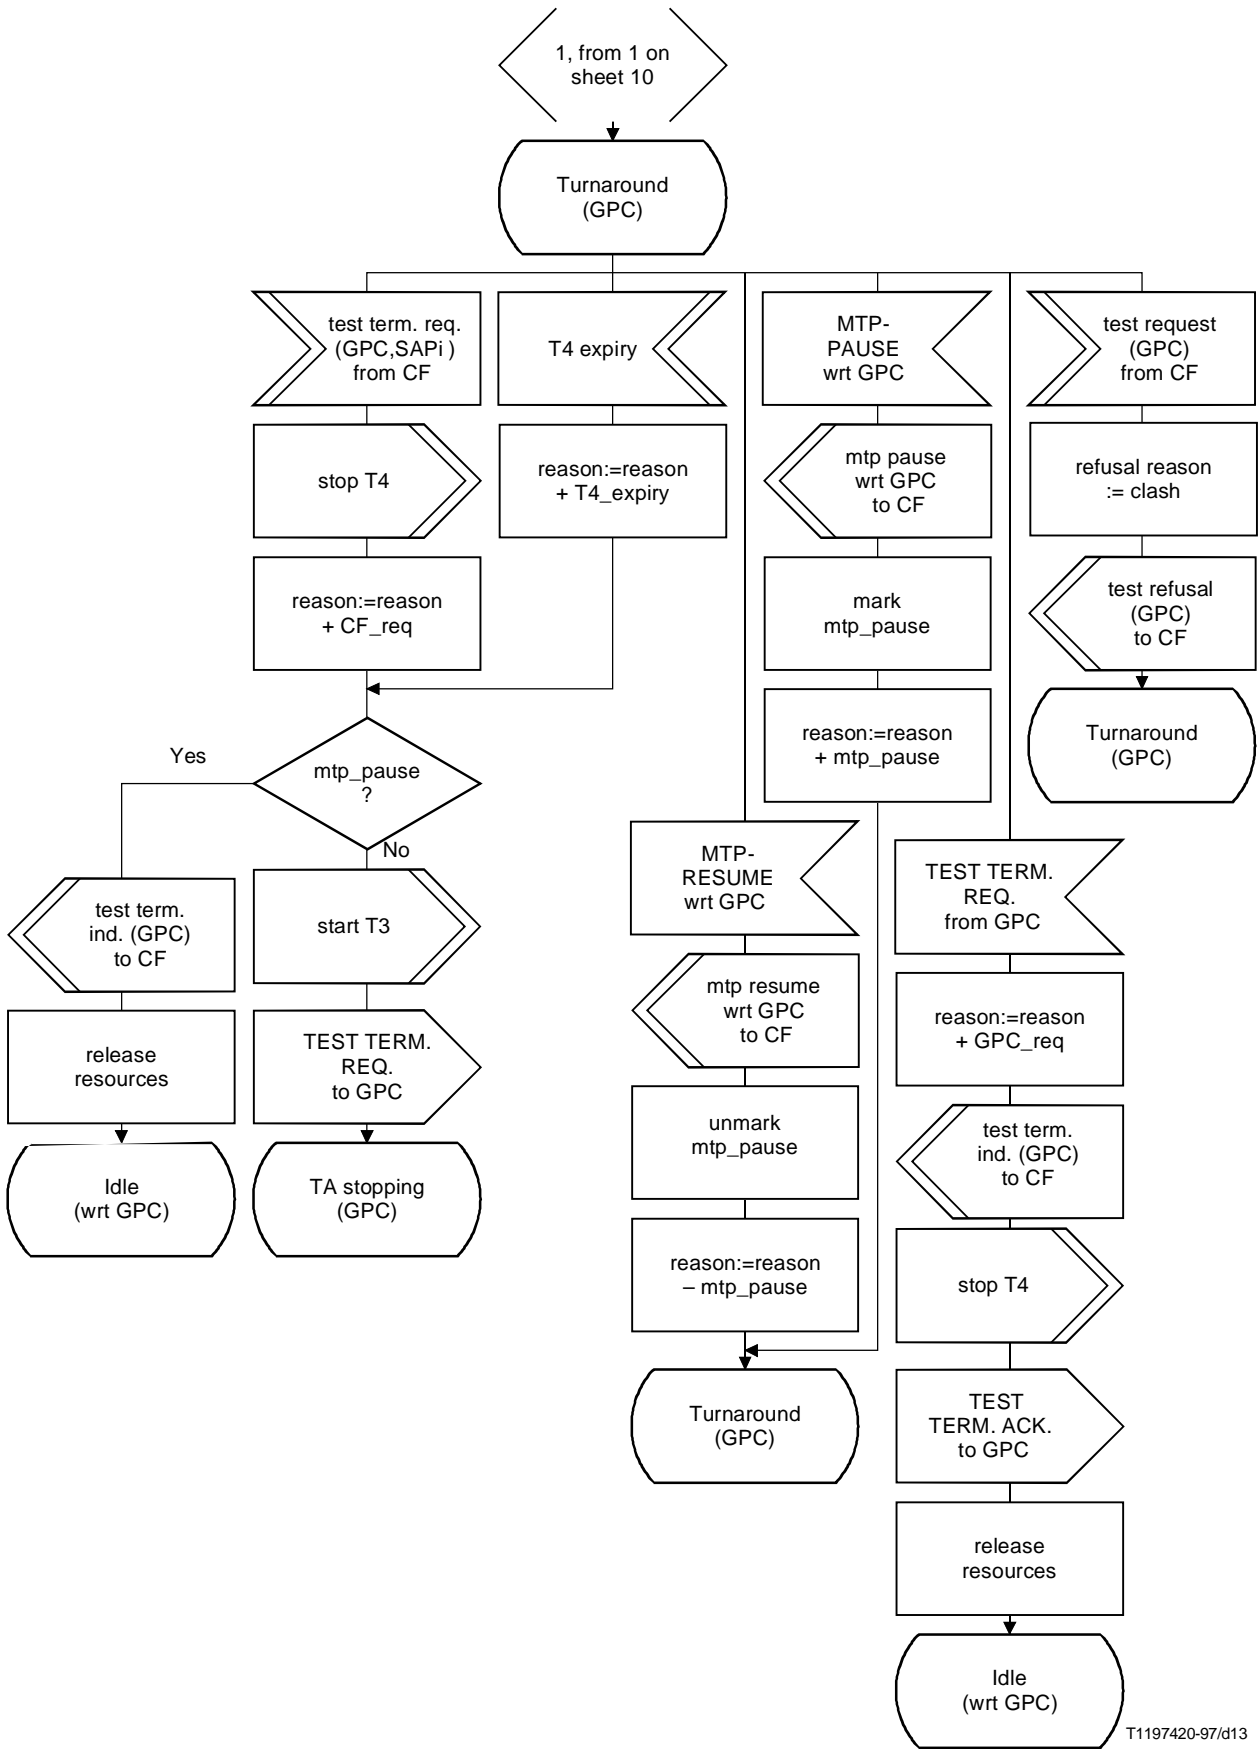 1, from 1 on
sheet 10
Turnaround
(GPC)
test term. req.
(GPC,SAPi )
from CF
stop T4
reason:=reason
+ CF_req
T4 expiry
reason:=reason
+ T4_expiry
mtp_pause
?
Yes
No
test term.
ind. (GPC)
to CF
release
resources
Idle
(wrt GPC)
start T3
TEST TERM.
REQ.
to GPC
TA stopping
(GPC)
MTP-
RESUME
wrt GPC
mtp resume
wrt GPC
to CF
unmark
mtp_pause
reason:=reason
– mtp_pause
Turnaround
(GPC)
MTP-
PAUSE
wrt GPC
mtp pause
wrt GPC
to CF
mark
mtp_pause
reason:=reason
+ mtp_pause
TEST TERM.
REQ.
from GPC
reason:=reason
+ GPC_req
test term.
ind. (GPC)
to CF
stop T4
TEST
TERM. ACK.
to GPC
release
resources
Idle
(wrt GPC)
test request
(GPC)
from CF
refusal reason
:= clash
test refusal
(GPC)
to CF
Turnaround
(GPC)
T1197420-97/d13